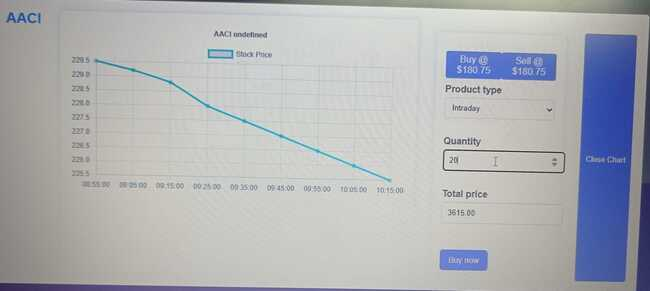 AACI
AACI undefined
Stock Price
229.5
229.0
228.5
228.0
227.5
227.0
226.5
226.0
225.5
08:55:00 09:05:00 09:15:00 09:25:00 09:35:00 09:45:00 09:55:00 10:05:00 10:15:00
Buy @ $180.75
Sell @ $180.75
Product type
Intraday
Quantity
20
Total price
3615.00
Buy now
Close Chart